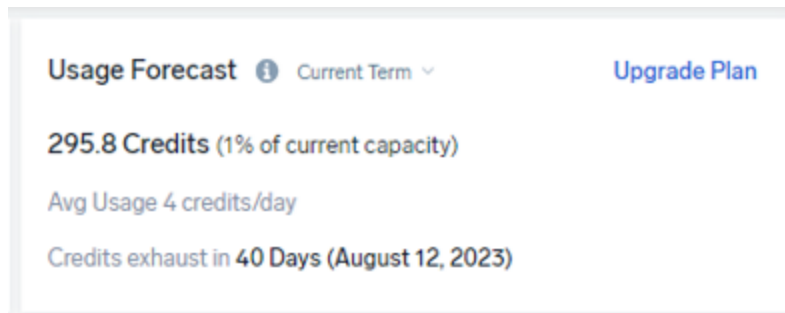 Usage Forecast Current Term Upgrade Plan
295.8 Credits (1% of current capacity)
Avg Usage 4 credits/day
Credits exhaust in 40 Days (August 12, 2023)